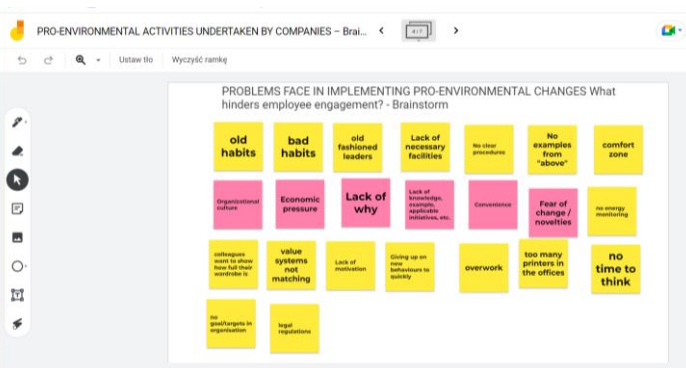 PRO-ENVIRONMENTAL ACTIVITIES UNDERTAKEN BY COMPANIES – Brai...
4 / 7
Ustaw tło
Wyczyść ramkę
PROBLEMS FACE IN IMPLEMENTING PRO-ENVIRONMENTAL CHANGES What
hinders employee engagement? - Brainstorm
old
habits
bad
habits
old
fashioned
leaders
Lack of
necessary
facilities
No clear
procedures
No
examples
from
"above"
comfort
zone
Organizational
culture
Economic
pressure
Lack of
why
Lack of
knowledge,
example,
applicable
initiatives, etc.
Convenience
Fear of
change /
novelties
no energy
monitoring
colleagues
want to show
how full their
wardrobe is
value
systems
not
matching
Lack of
motivation
Giving up on
new
behaviours to
quickly
overwork
too many
printers in
the offices
no
time to
think
no
goal/targets in
organisation
legal
regulations